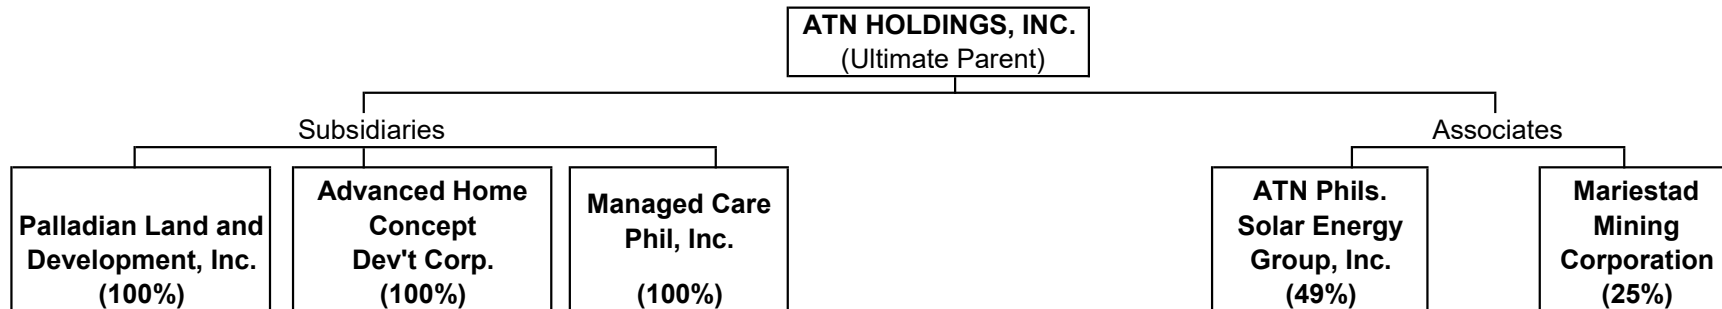 ATN HOLDINGS, INC.
(Ultimate Parent)
Subsidiaries
Associates
Palladian Land and
Development, Inc.
(100%)
Advanced Home
Concept
Dev't Corp.
(100%)
Managed Care
Phil, Inc.
(100%)
ATN Phils.
Solar Energy
Group, Inc.
(49%)
Mariestad
Mining
Corporation
(25%)